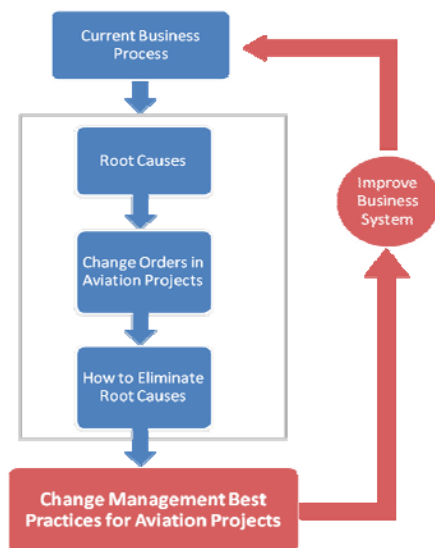 Current Business
Process
Root Causes
Change Orders in
Aviation Projects
How to Eliminate
Root Causes
Change Management Best
Practices for Aviation Projects
Improve
Business
System